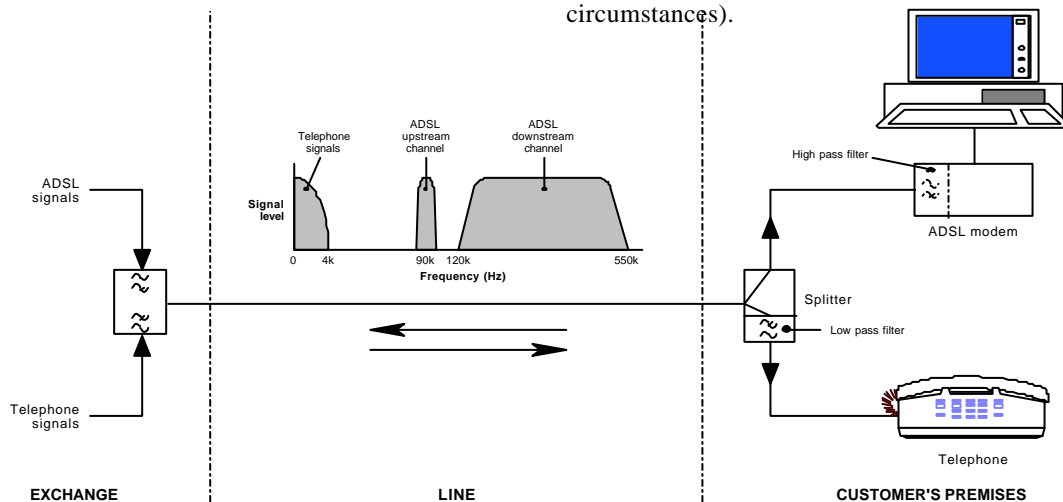 circumstances).
Telephone
signals
ADSL
upstream
channel
ADSL
downstream
channel
High pass filter
ADSL
signals
Signal
level
ADSL modem
0 4k 90k 120k 550k
Frequency (Hz)
Splitter
Low pass filter
Telephone
signals
Telephone
EXCHANGE LINE CUSTOMER'S PREMISES